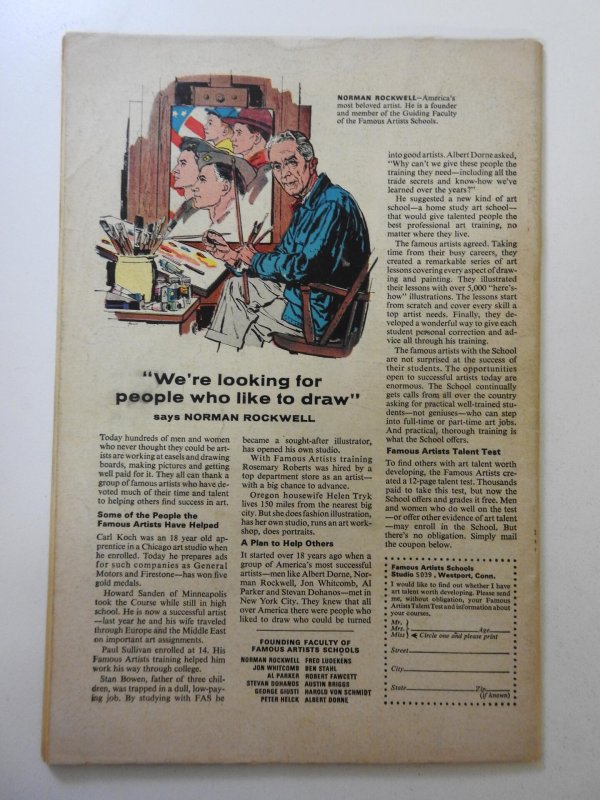 NORMAN ROCKWELL—America's
most beloved artist. He is a founder
and member of the Guiding Faculty
of the Famous Artists Schools.
"We're looking for
people who like to draw"
says NORMAN ROCKWELL
Today hundreds of men and women
who never thought they could be art-
ists are working at easels and drawing
boards, making pictures and getting
well paid for it. They all can thank a
group of famous artists who have de-
voted much of their time and talent
to helping others find success in art.
Some of the People the
Famous Artists Have Helped
Carl Koch was an 18 year old ap-
prentice in a Chicago art studio when
he enrolled. Today he prepares ads
for such companies as General
Motors and Firestone—has won five
gold medals.
Howard Sanden of Minneapolis
took the Course while still in high
school. He is now a successful artist
—last year he and his wife traveled
through Europe and the Middle East
on important art assignments.
Paul Sullivan enrolled at 14. His
Famous Artists training helped him
work his way through college.
Stan Bowen, father of three chil-
dren, was trapped in a dull, low-pay-
ing job. By studying with FAS he
became a sought-after illustrator,
has opened his own studio.
With Famous Artists training
Rosemary Roberts was hired by a
top department store as an artist—
with a big chance to advance.
Oregon housewife Helen Tryk
lives 150 miles from the nearest big
city. But she does fashion illustration,
has her own studio, runs an art work-
shop, does portraits.
A Plan to Help Others
It started over 18 years ago when a
group of America's most successful
artists—men like Albert Dorne, Nor-
man Rockwell, Jon Whitcomb, Al
Parker and Stevan Dohanos—met in
New York City. They knew that all
over America there were people who
liked to draw who could be turned
FOUNDING FACULTY OF
FAMOUS ARTISTS SCHOOLS
NORMAN ROCKWELL FRED LUDEKENS
JON WHITCOMB BEN STAHL
AL PARKER ROBERT FAWCETT
STEVAN DOHANOS AUSTIN BRIGGS
GEORGE GIUSTI HAROLD VON SCHMIDT
PETER HELCK ALBERT DORNE
into good artists. Albert Dorne asked,
"Why can't we give these people the
training they need—including all the
trade secrets and know-how we've
learned over the years?"
He suggested a new kind of art
school—a home study art school—
that would give talented people the
best professional art training, no
matter where they live.
The famous artists agreed. Taking
time from their busy careers, they
created a remarkable series of art
lessons covering every aspect of draw-
ing and painting. They illustrated
their lessons with over 5,000 "here's-
how" illustrations. The lessons start
from scratch and cover every skill a
top artist needs. Finally, they de-
veloped a wonderful way to give each
student personal correction and ad-
vice all through his training.
The famous artists with the School
are not surprised at the success of
their students. The opportunities
open to successful artists today are
enormous. The School continually
gets calls from all over the country
asking for practical well-trained stu-
dents—not geniuses—who can step
into full-time or part-time art jobs.
And practical, thorough training is
what the School offers.
Famous Artists Talent Test
To find others with art talent worth
developing, the Famous Artists cre-
ated a 12-page talent test. Thousands
paid to take this test, but now the
School offers and grades it free. Men
and women who do well on the test
—or offer other evidence of art talent
—may enroll in the School. But
there's no obligation. Simply mail
the coupon below.
Famous Artists Schools
Studio 5039, Westport, Conn.
I would like to find out whether I have
art talent worth developing. Please send
me, without obligation, your Famous
Artists Talent Test and information about
your courses.
Mr.
Mrs. Age
Miss Circle one and please print
Street
City
State Zip
(if known)